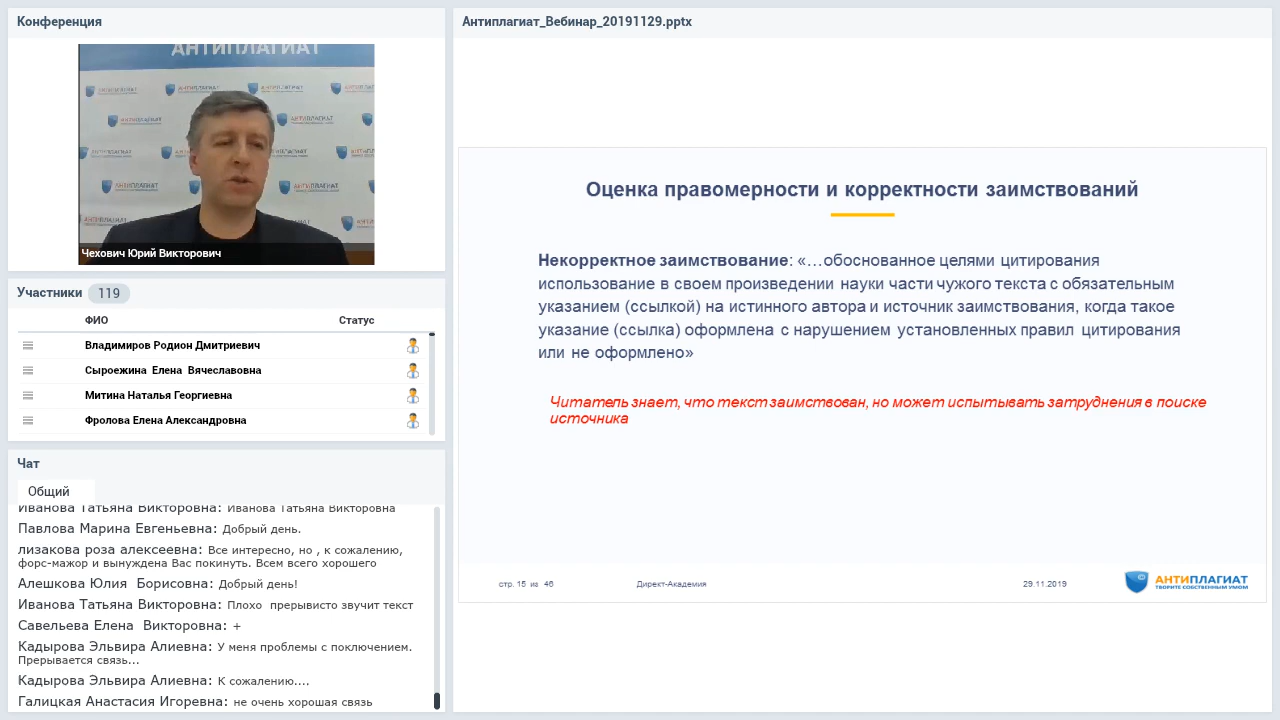 Конференция
АНТИПЛАГИАТ
Чехович Юрий Викторович
Участники 119
ФИО Статус
Владимиров Родион Дмитриевич
Сыроежина Елена Вячеславовна
Митина Наталья Георгиевна
Фролова Елена Александровна
Чат
Общий
Иванова Татьяна Викторовна: Иванова Татьяна Викторовна
Павлова Марина Евгеньевна: Добрый день.
лизакова роза алексеевна: Все интересно, но , к сожалению,
форс-мажор и вынуждена Вас покинуть. Всем всего хорошего
Алешкова Юлия Борисовна: Добрый день!
Иванова Татьяна Викторовна: Плохо прерывисто звучит текст
Савельева Елена Викторовна: +
Кадырова Эльвира Алиевна: У меня проблемы с поключением.
Прерывается связь...
Кадырова Эльвира Алиевна: К сожалению....
Галицкая Анастасия Игоревна: не очень хорошая связь
Антиплагиат_Вебинар_20191129.pptx
Оценка правомерности и корректности заимствований
Некорректное заимствование: «…обоснованное целями цитирования
использование в своем произведении науки части чужого текста с обязательным
указанием (ссылкой) на истинного автора и источник заимствования, когда такое
указание (ссылка) оформлена с нарушением установленных правил цитирования
или не оформлено»
Читатель знает, что текст заимствован, но может испытывать затруднения в поиске
источника
стр. 15 из 46 Директ-Академия 29.11.2019
АНТИПЛАГИАТ
ТВОРИТЕ СОБСТВЕННЫМ УМОМ